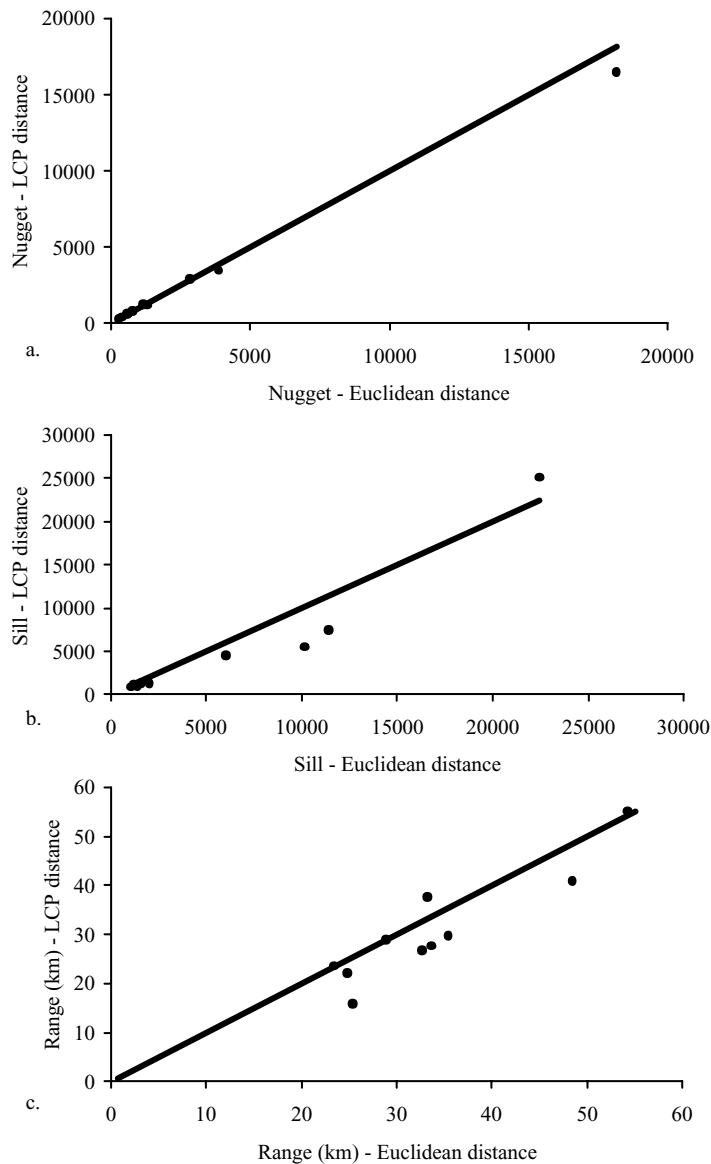 20000
15000
10000
5000
0
Nugget - LCP distance
0 5000 10000 15000 20000
a.
Nugget - Euclidean distance
30000
25000
20000
15000
10000
5000
0
Sill - LCP distance
0 5000 10000 15000 20000 25000 30000
b.
Sill - Euclidean distance
60
50
40
30
20
10
0
Range (km) - LCP distance
0 10 20 30 40 50 60
c.
Range (km) - Euclidean distance